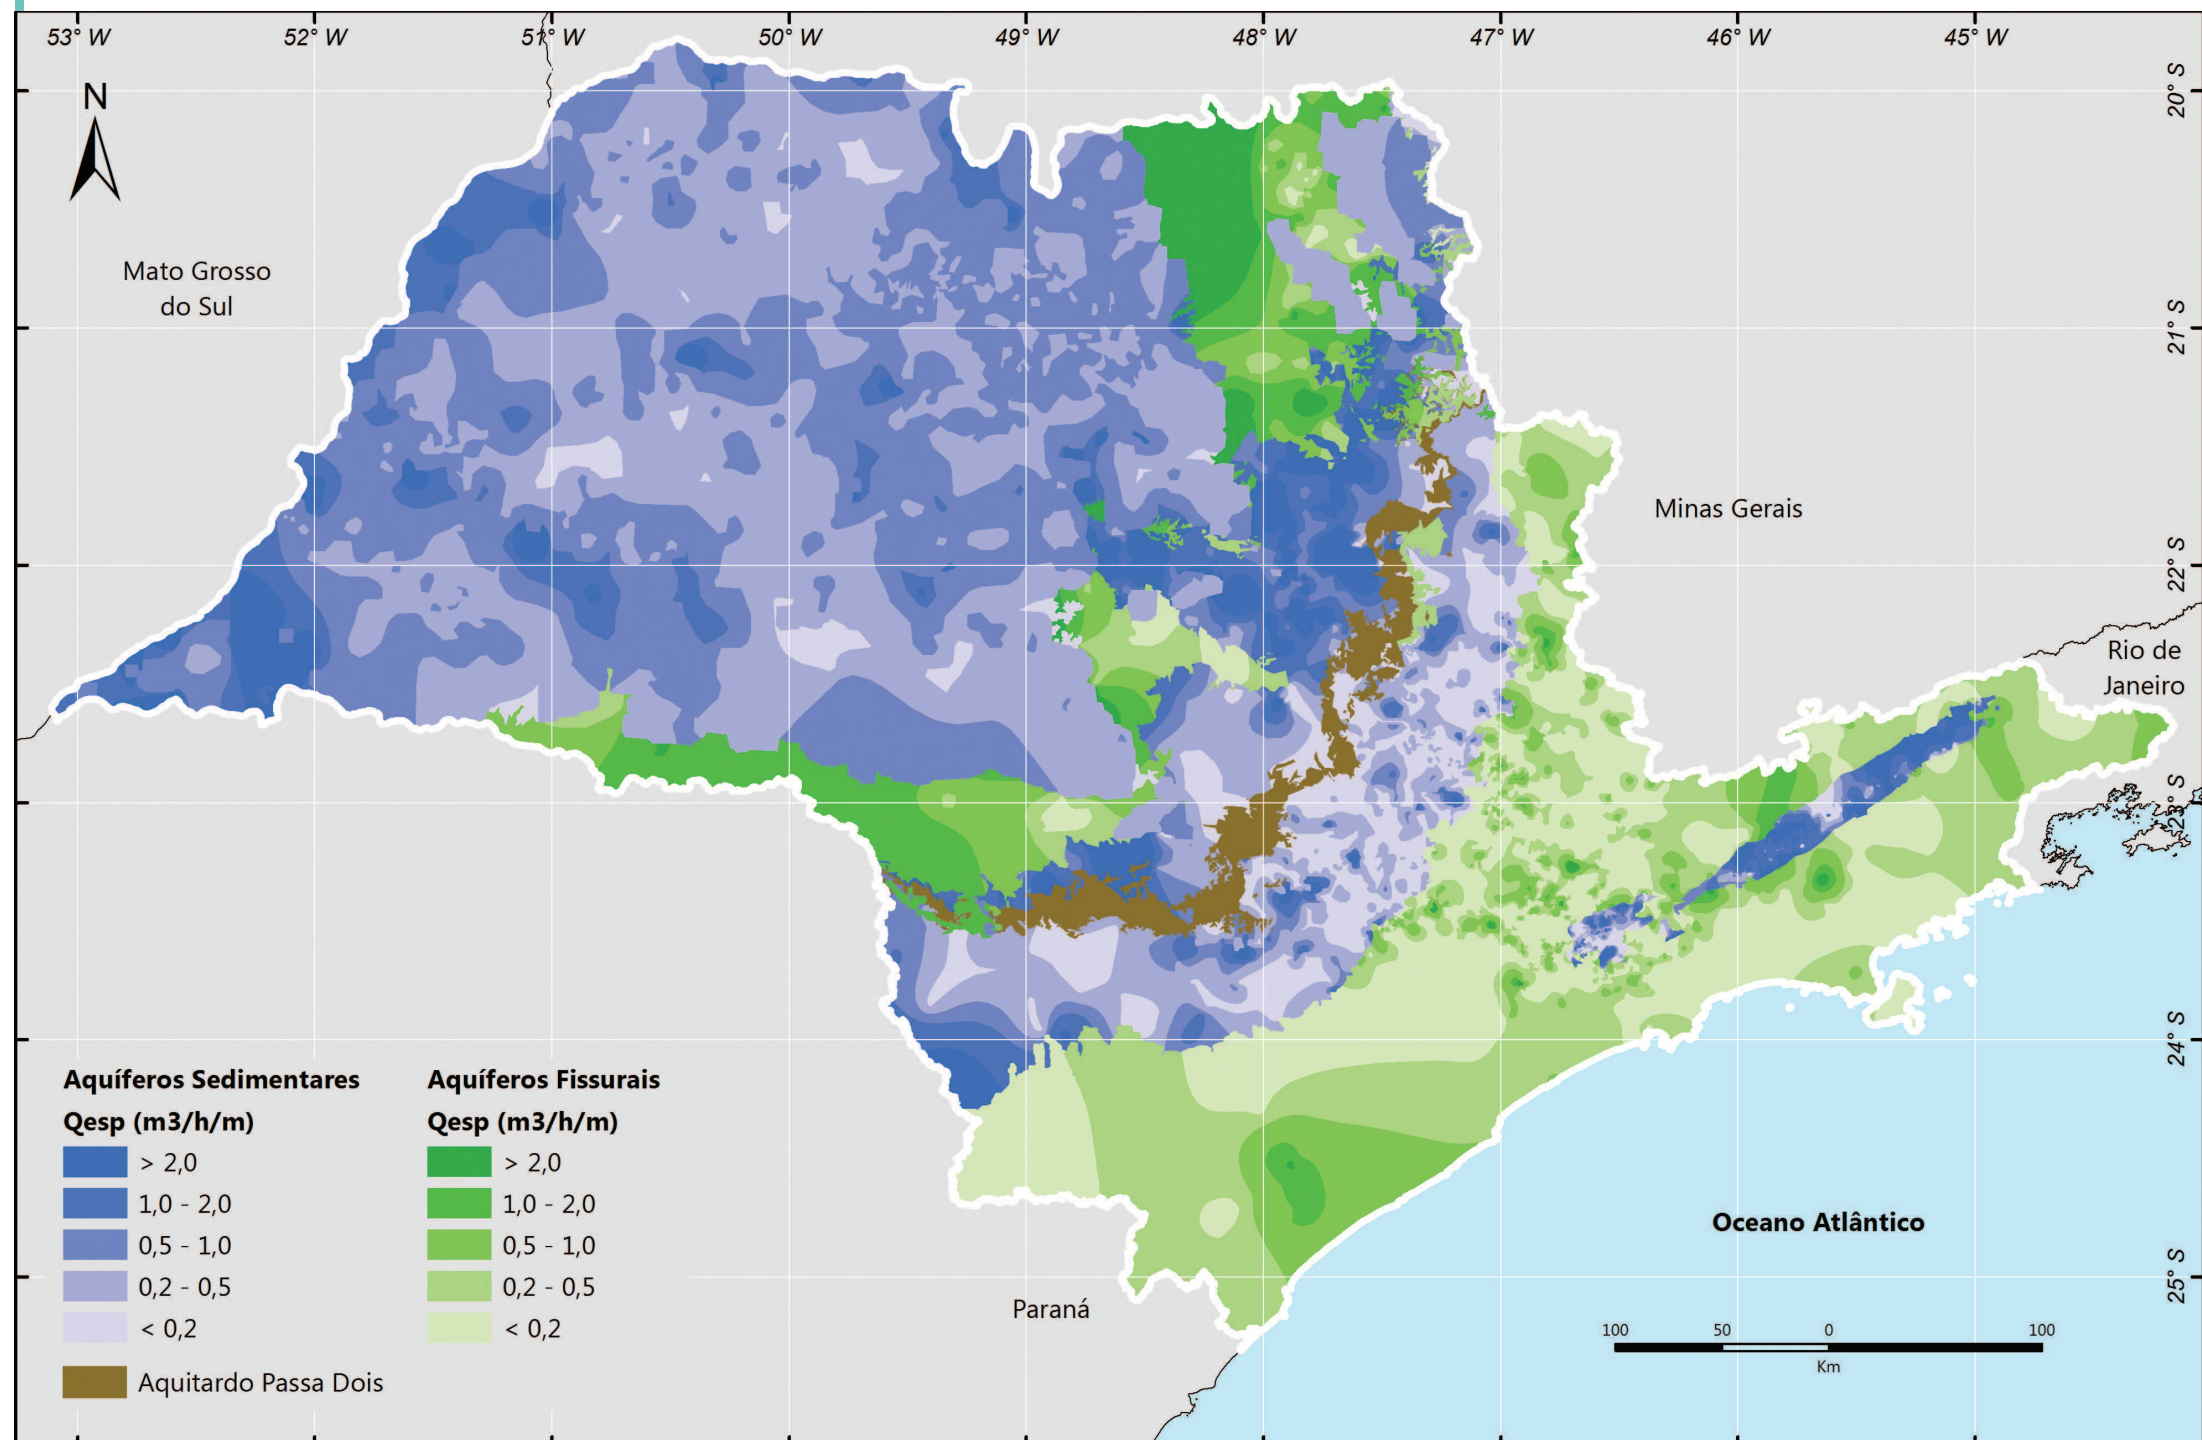 53° W
52° W
51° W
50° W
49° W
48° W
47° W
46° W
45° W
20° S
N
Mato Grosso
do Sul
21° S
Minas Gerais
22° S
Rio de
Janeiro
23° S
24° S
Aquíferos Sedimentares
Qesp (m3/h/m)
> 2,0
1,0 - 2,0
0,5 - 1,0
0,2 - 0,5
< 0,2
Aquitardo Passa Dois
Aquíferos Fissurais
Qesp (m3/h/m)
> 2,0
1,0 - 2,0
0,5 - 1,0
0,2 - 0,5
< 0,2
Oceano Atlântico
25° S
Paraná
100 50 0 100
Km